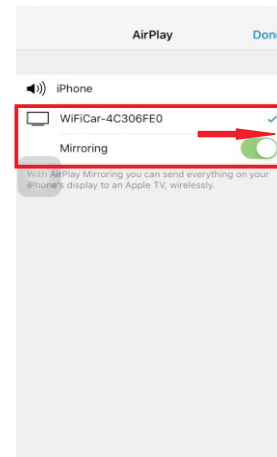 AirPlay Done
iPhone
WiFiCar-4C306FE0
Mirroring
With AirPlay Mirroring you can send everything on your
iPhone's display to an Apple TV, wirelessly.